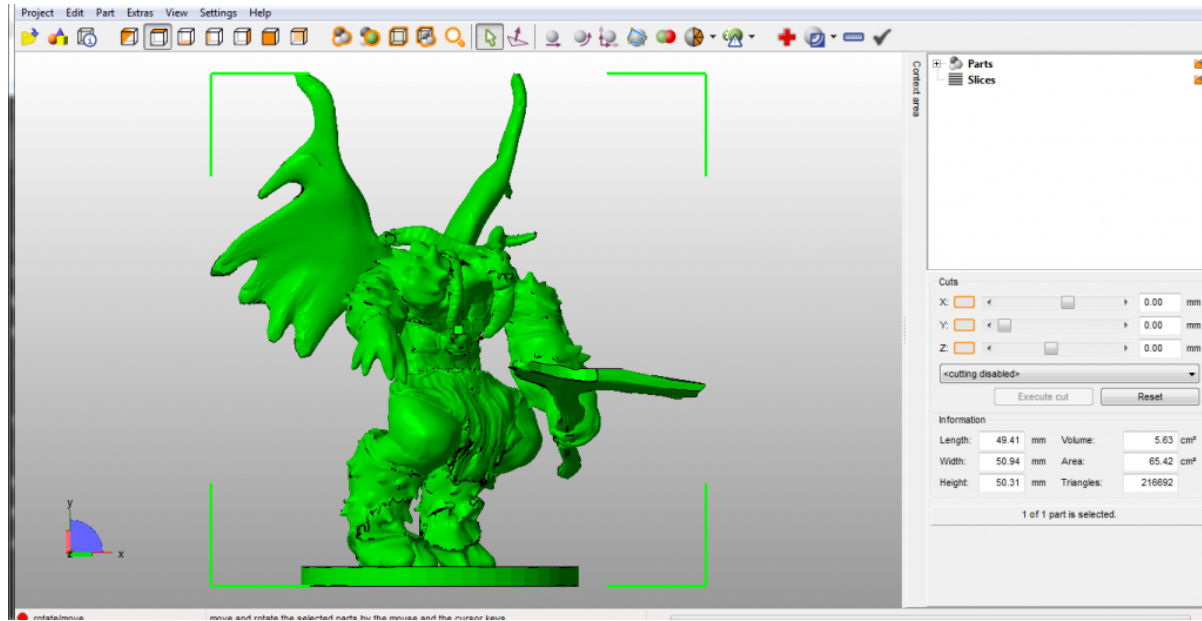 Project Edit Part Extras View Settings Help
Context area
Parts
Slices
Cuts
X: 0.00 mm
Y: 0.00 mm
Z: 0.00 mm
<cutting disabled>
Execute cut Reset
Information
Length: 49.41 mm Volume: 5.63 cm³
Width: 50.94 mm Area: 65.42 cm²
Height: 50.31 mm Triangles: 216692
1 of 1 part is selected.
y
z x
rotate/move move and rotate the selected parts by the mouse and the cursor keys